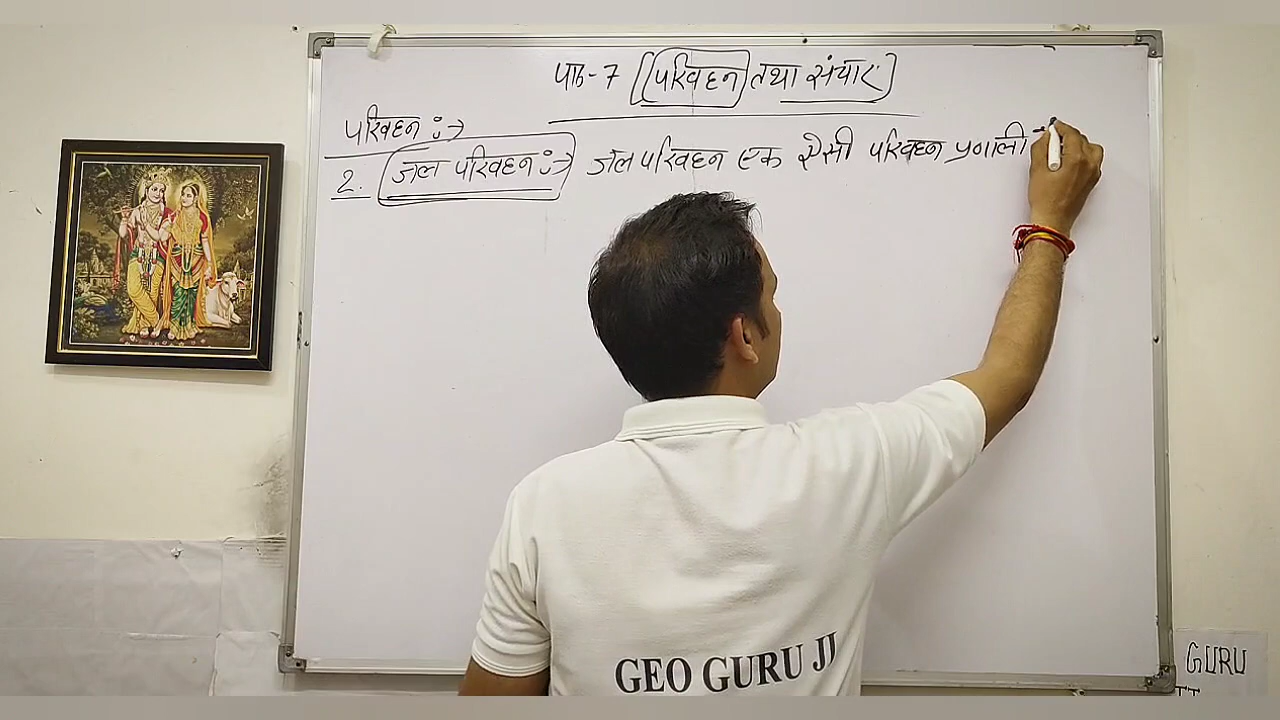 पाठ-7 [परिवहन तथा संचार]
परिवहन :->
2. जल परिवहन :-> जल परिवहन एक ऐसी परिवहन प्रणाली
GEO GURU JI
GURU